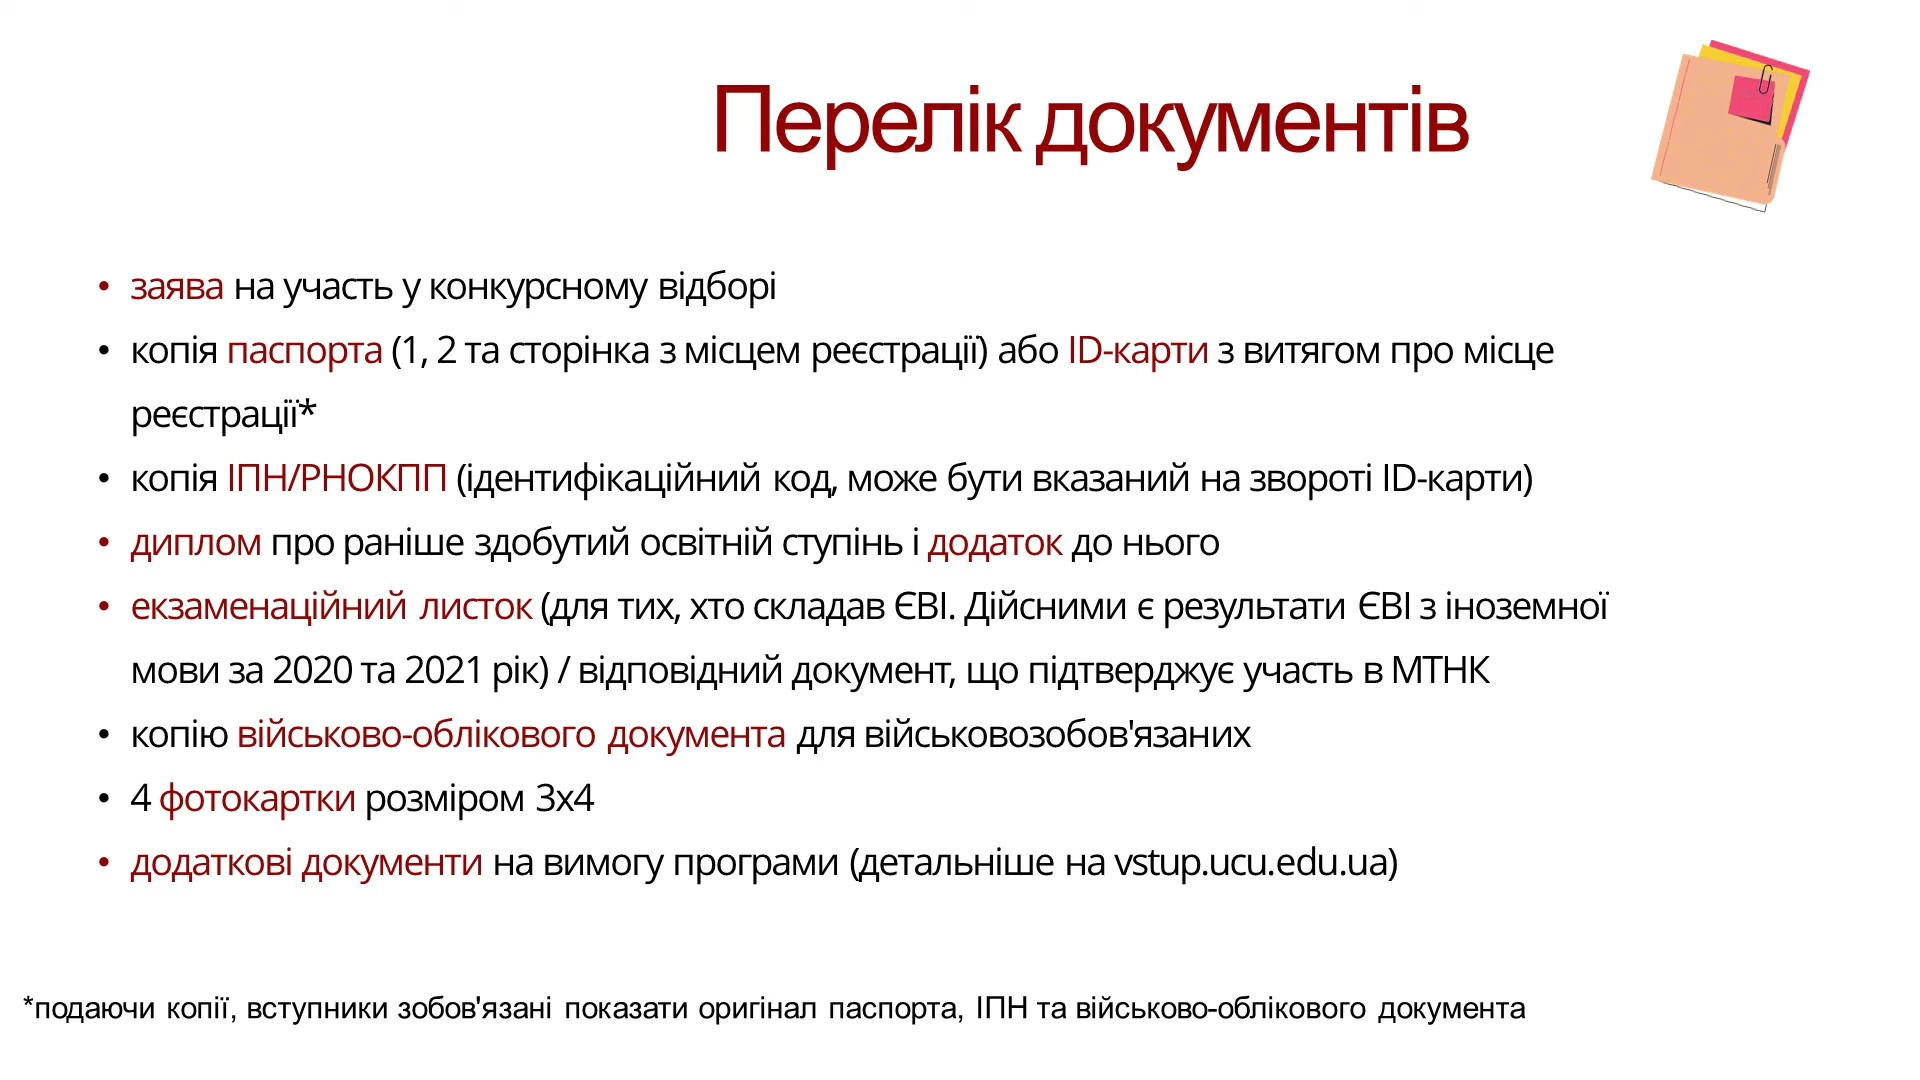 Перелік документів
• заява на участь у конкурсному відборі
• копія паспорта (1, 2 та сторінка з місцем реєстрації) або ID-карти з витягом про місце
реєстрації*
• копія ІПН/РНОКПП (ідентифікаційний код, може бути вказаний на звороті ID-карти)
• диплом про раніше здобутий освітній ступінь і додаток до нього
• екзаменаційний листок (для тих, хто складав ЄВІ. Дійсними є результати ЄВІ з іноземної
мови за 2020 та 2021 рік) / відповідний документ, що підтверджує участь в МТНК
• копію військово-облікового документа для військовозобов'язаних
• 4 фотокартки розміром 3х4
• додаткові документи на вимогу програми (детальніше на vstup.ucu.edu.ua)
*подаючи копії, вступники зобов'язані показати оригінал паспорта, ІПН та військово-облікового документа